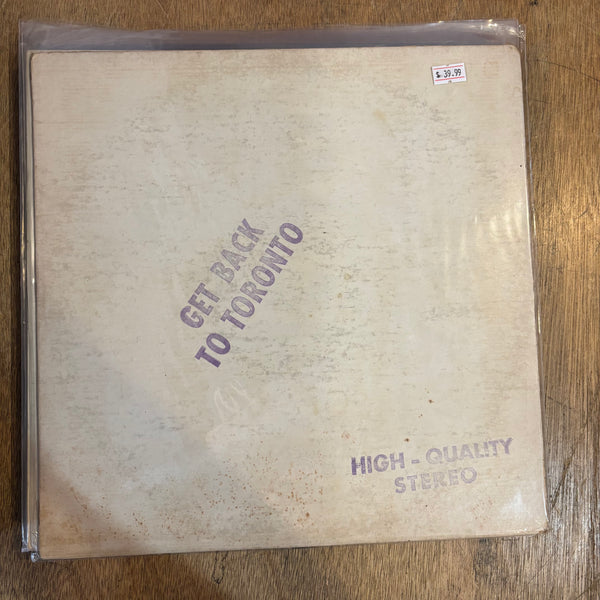 $ 39.99
GET BACK
TO TORONTO
HIGH - QUALITY
STEREO